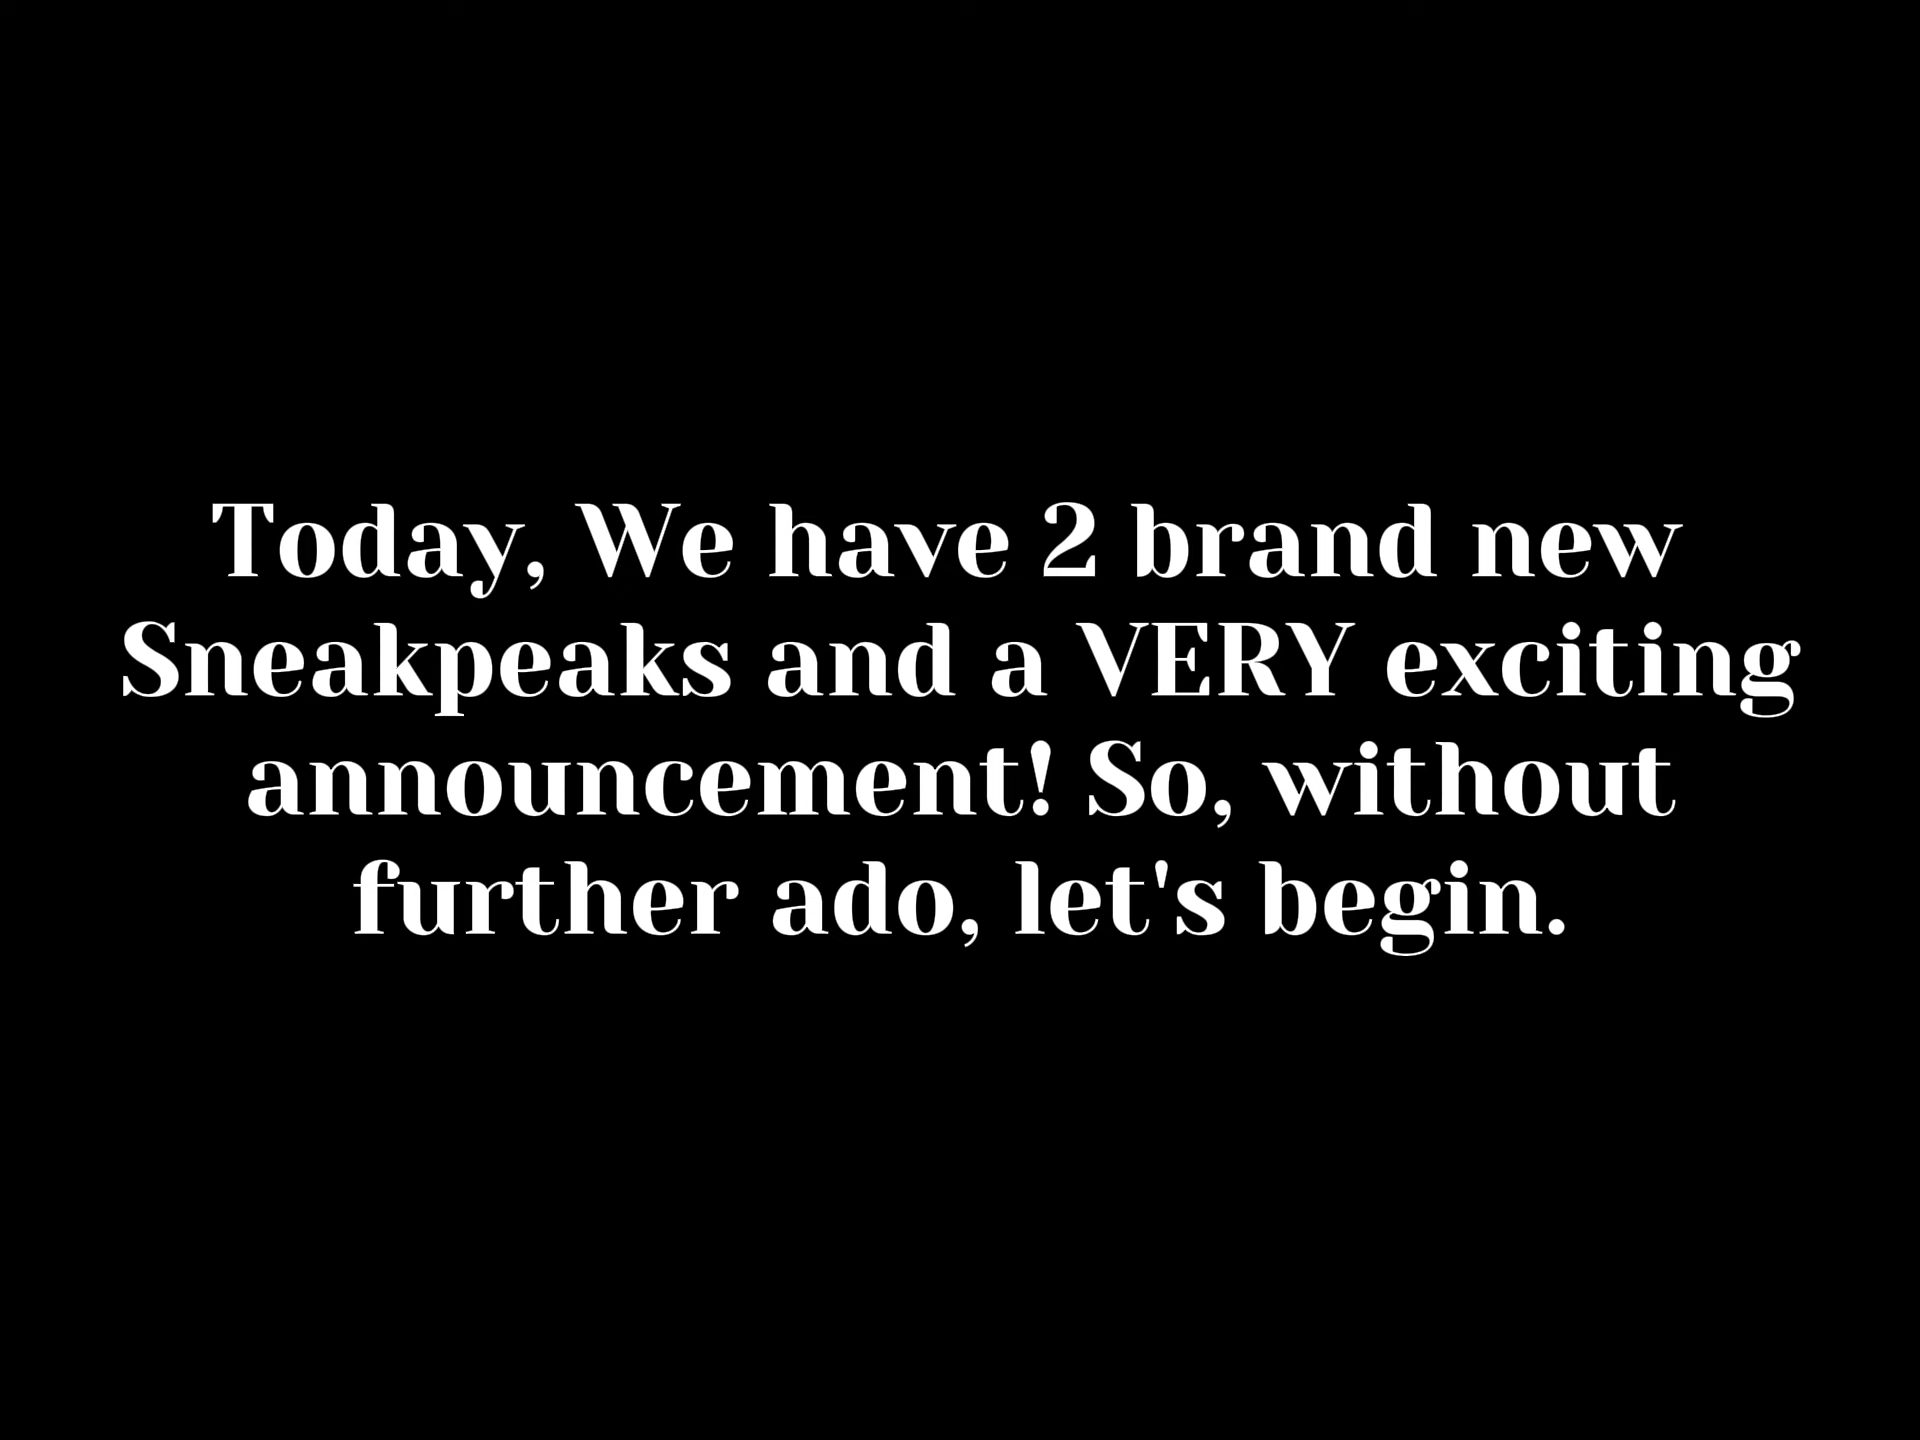 Today, We have 2 brand new
Sneakpeaks and a VERY exciting
announcement! So, without
further ado, let's begin.